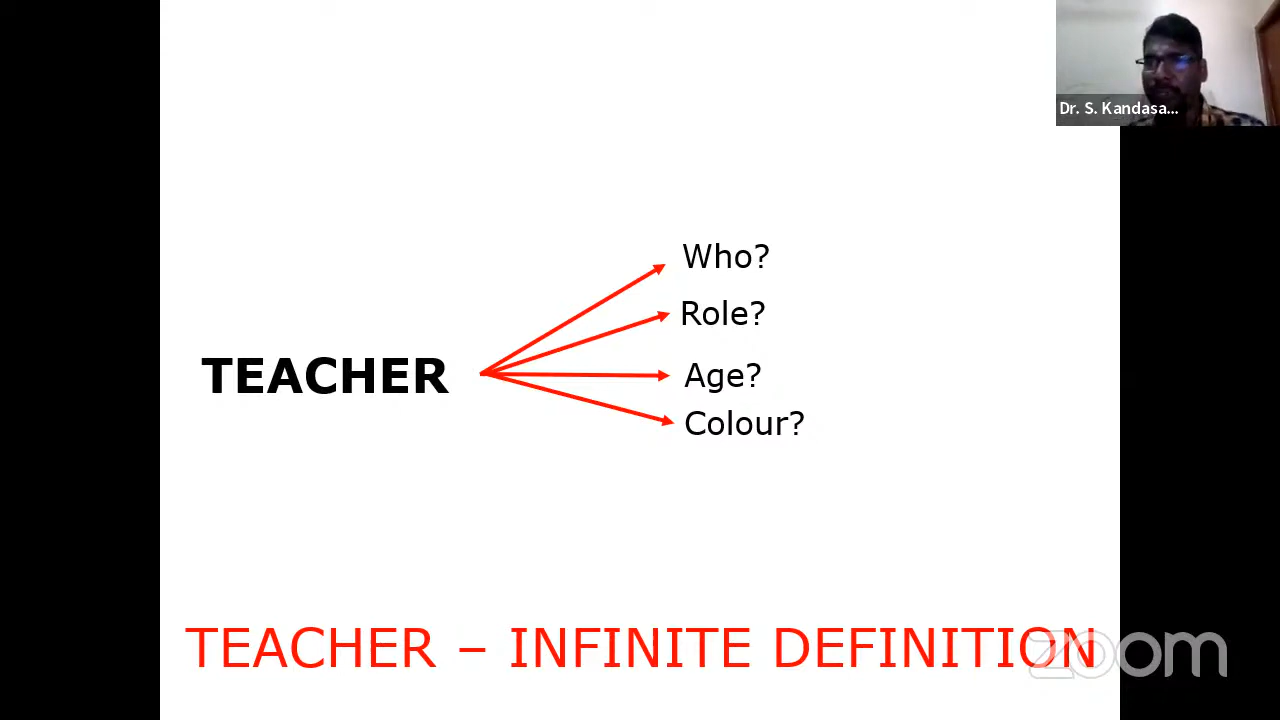 Dr. S. Kandasa...
Who?
Role?
TEACHER
Age?
Colour?
TEACHER – INFINITE DEFINITION
zoom